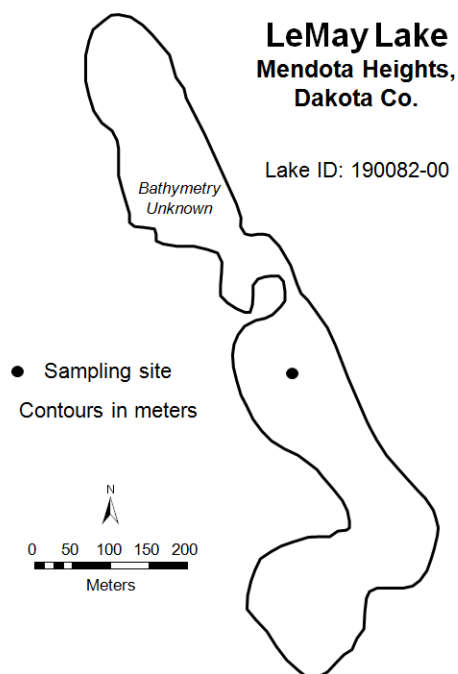 LeMay Lake
Mendota Heights,
Dakota Co.
Lake ID: 190082-00
Bathymetry
Unknown
Sampling site
Contours in meters
N
0 50 100 150 200
Meters